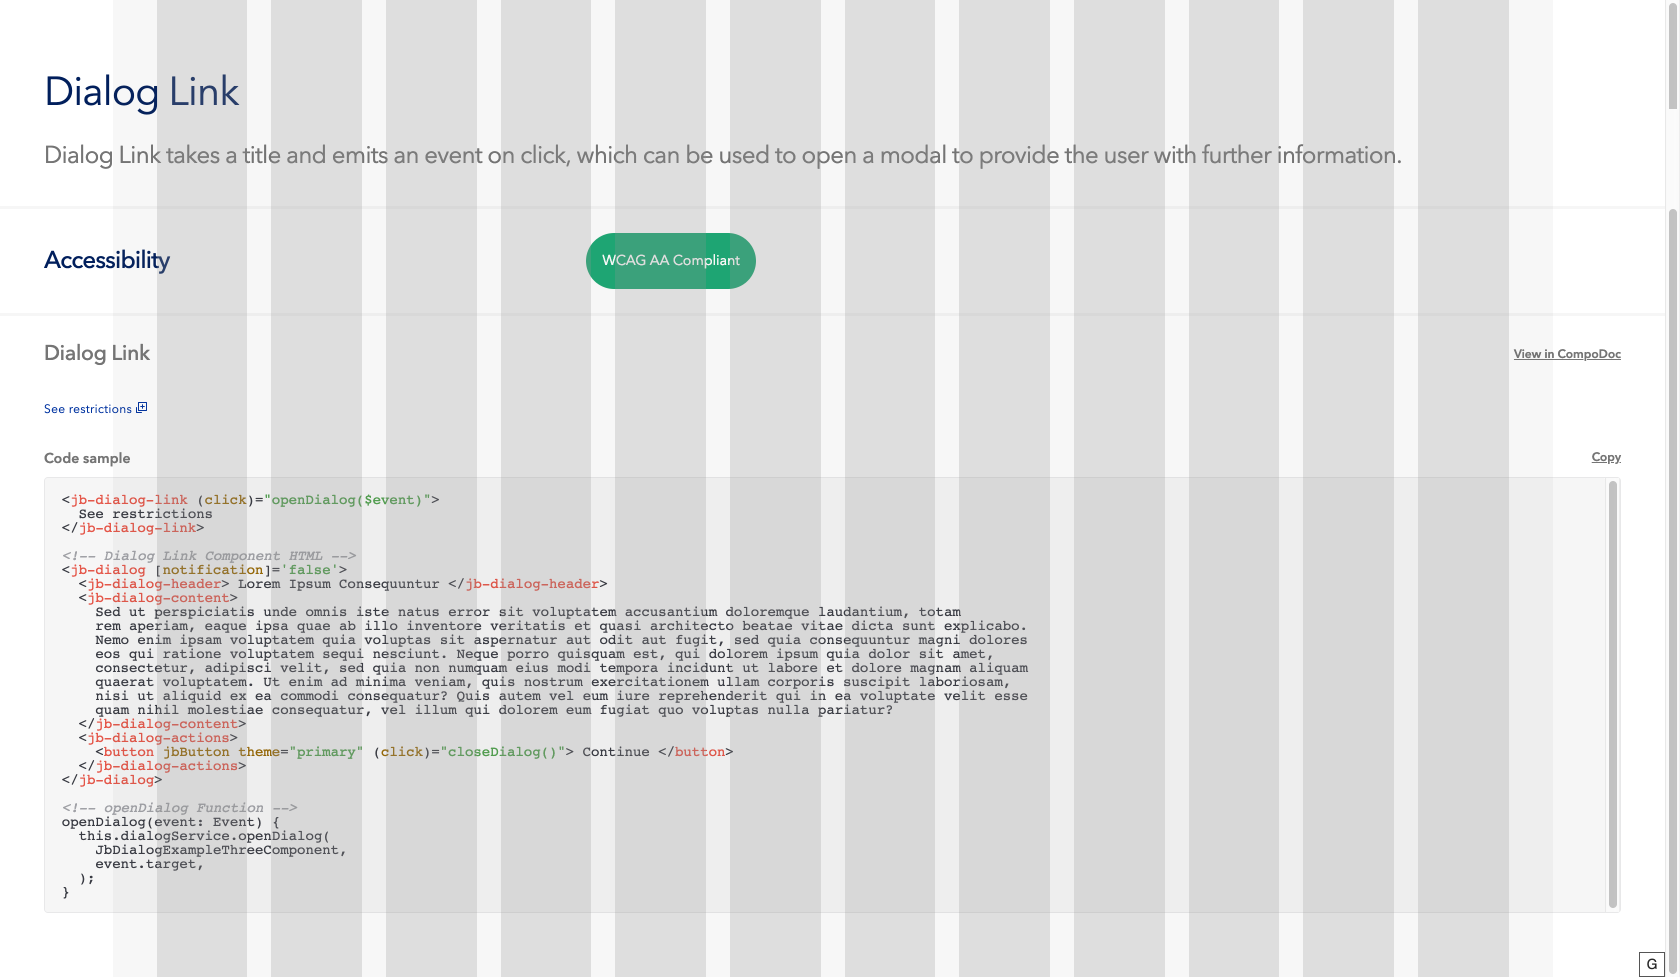 Dialog Link
Dialog Link takes a title and emits an event on click, which can be used to open a modal to provide the user with further information.
Accessibility
WCAG AA Compliant
Dialog Link
View in CompoDoc
See restrictions
Code sample
Copy
<jb-dialog-link (click)="openDialog($event)">
  See restrictions
</jb-dialog-link>
<!-- Dialog Link Component HTML -->
<jb-dialog [notification]='false'>
  <jb-dialog-header> Lorem Ipsum Consequuntur </jb-dialog-header>
  <jb-dialog-content>
    Sed ut perspiciatis unde omnis iste natus error sit voluptatem accusantium doloremque laudantium, totam
    rem aperiam, eaque ipsa quae ab illo inventore veritatis et quasi architecto beatae vitae dicta sunt explicabo.
    Nemo enim ipsam voluptatem quia voluptas sit aspernatur aut odit aut fugit, sed quia consequuntur magni dolores
    eos qui ratione voluptatem sequi nesciunt. Neque porro quisquam est, qui dolorem ipsum quia dolor sit amet,
    consectetur, adipisci velit, sed quia non numquam eius modi tempora incidunt ut labore et dolore magnam aliquam
    quaerat voluptatem. Ut enim ad minima veniam, quis nostrum exercitationem ullam corporis suscipit laboriosam,
    nisi ut aliquid ex ea commodi consequatur? Quis autem vel eum iure reprehenderit qui in ea voluptate velit esse
    quam nihil molestiae consequatur, vel illum qui dolorem eum fugiat quo voluptas nulla pariatur?
  </jb-dialog-content>
  <jb-dialog-actions>
    <button jbButton theme="primary" (click)="closeDialog()"> Continue </button>
  </jb-dialog-actions>
</jb-dialog>
<!-- openDialog Function -->
openDialog(event: Event) {
  this.dialogService.openDialog(
    JbDialogExampleThreeComponent,
    event.target,
  );
}
G